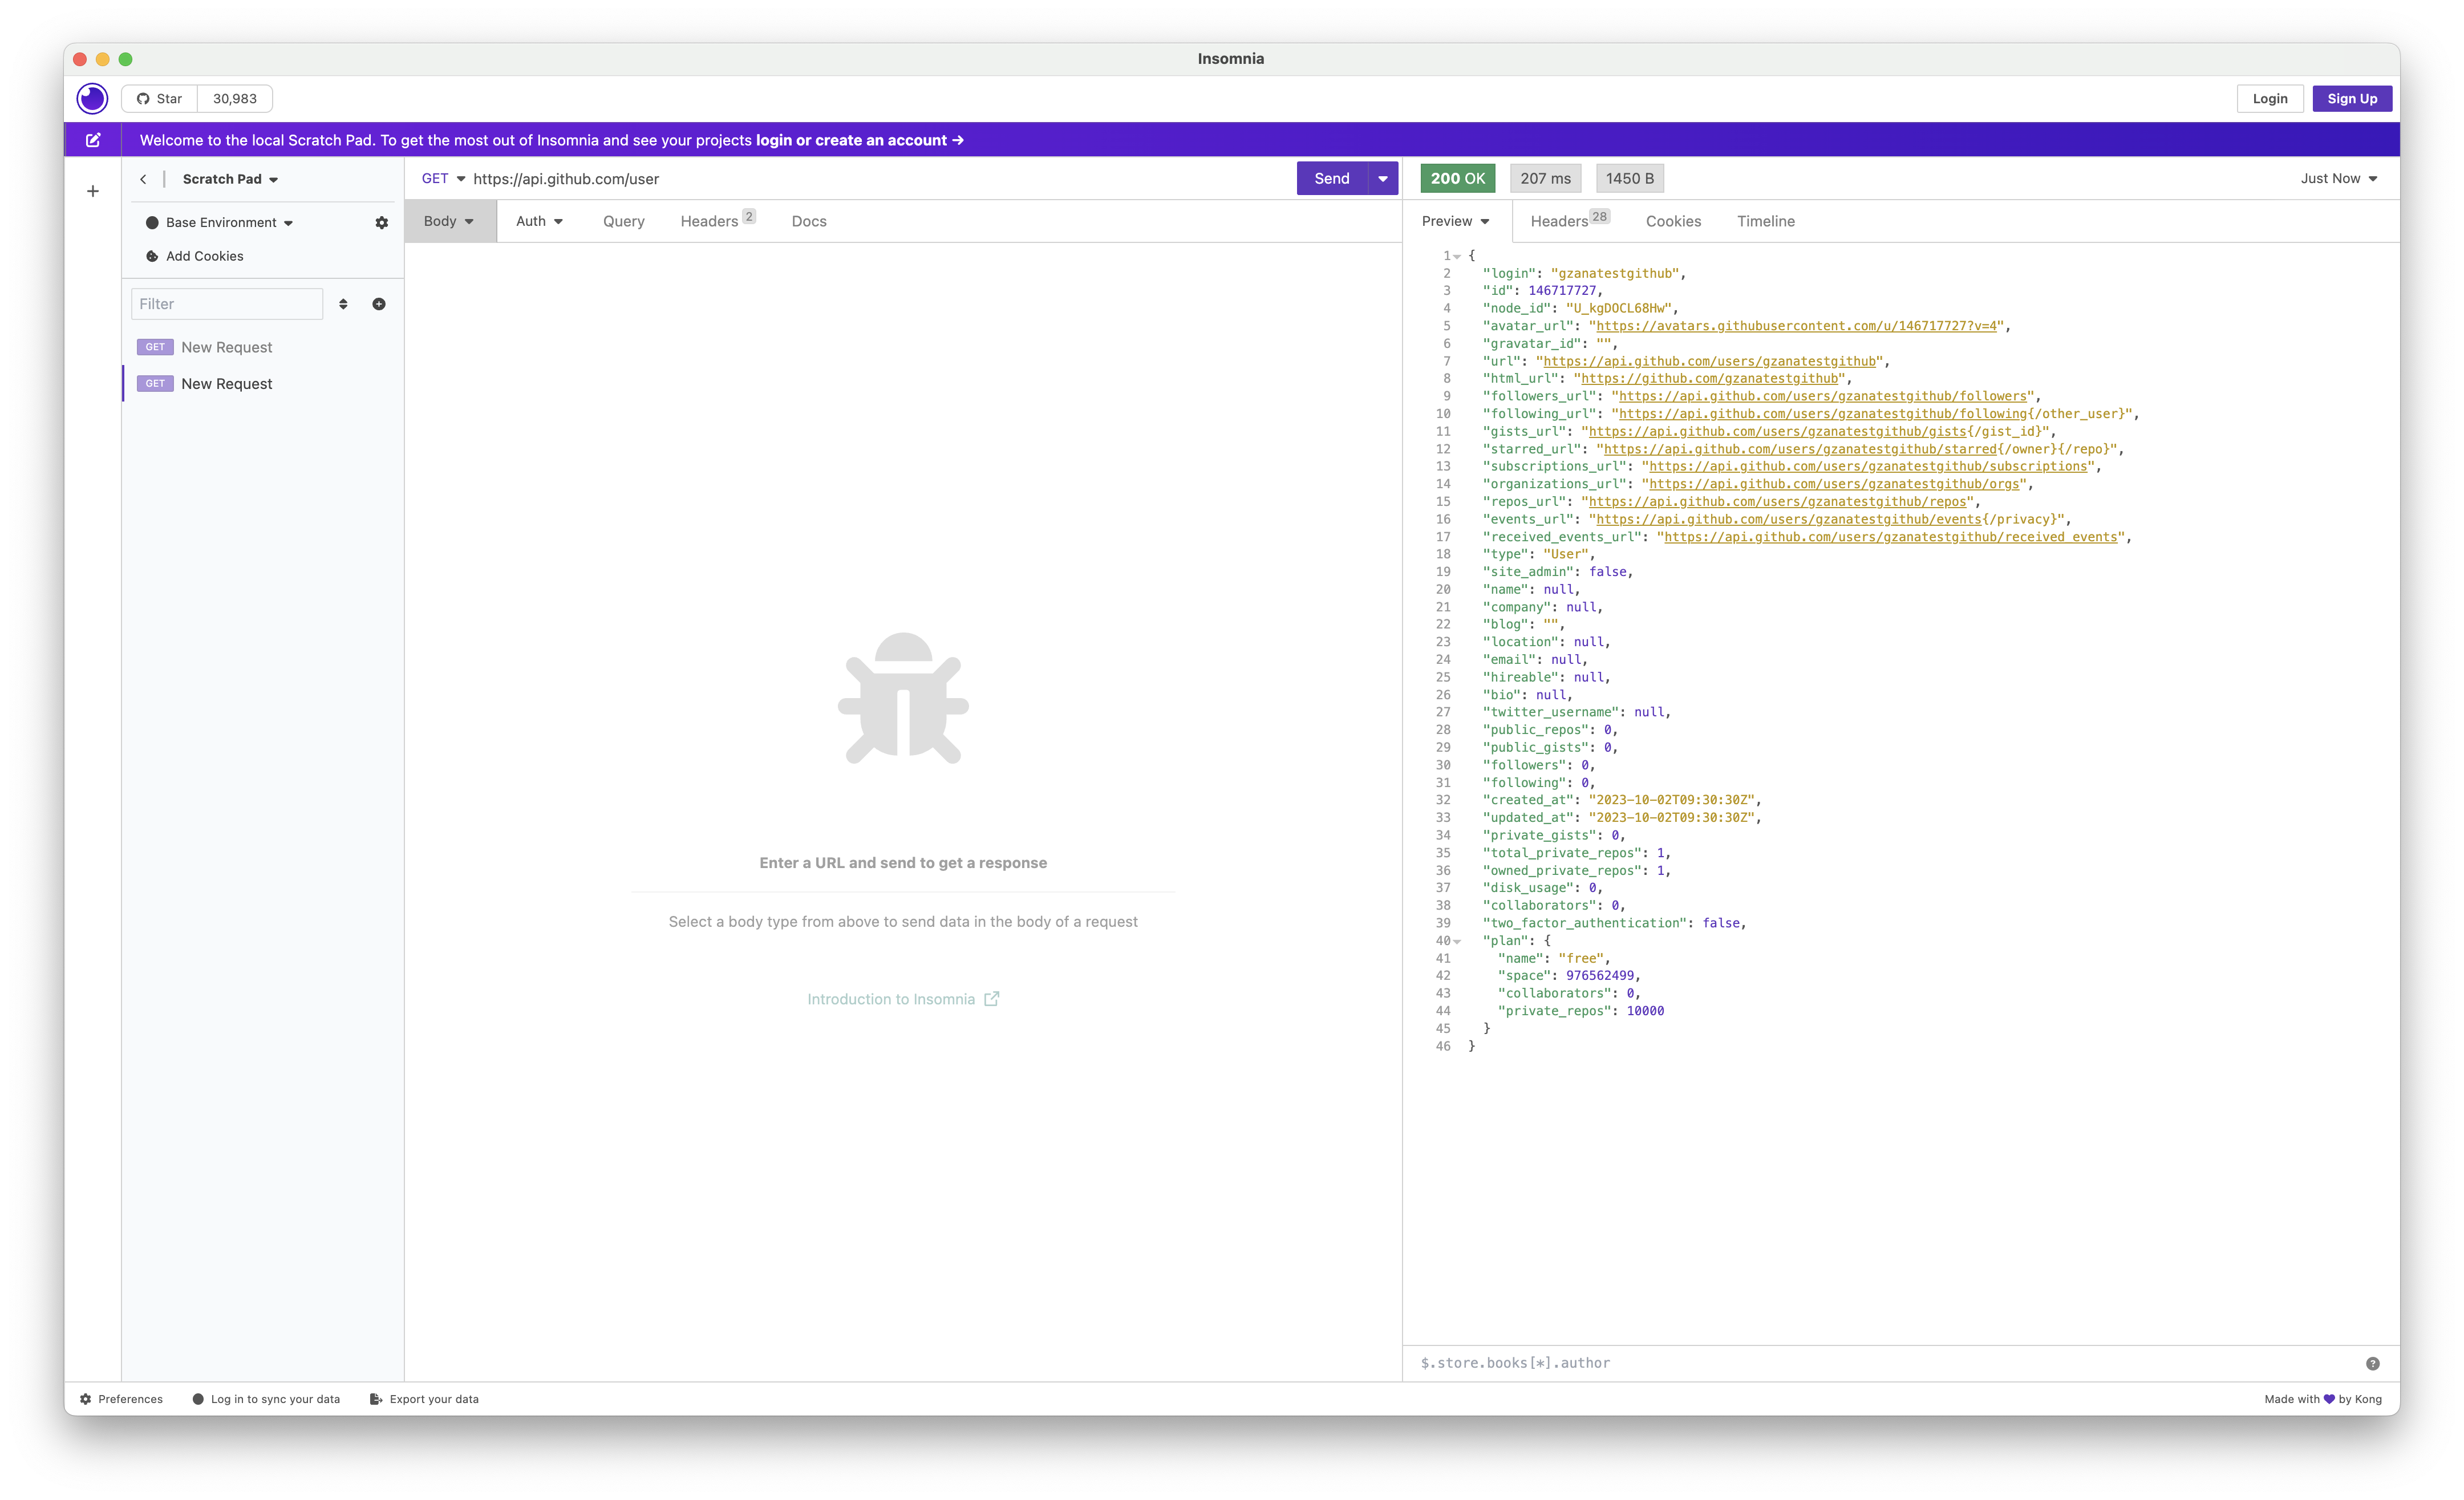 Insomnia
Star 30,983
Login Sign Up
Welcome to the local Scratch Pad. To get the most out of Insomnia and see your projects login or create an account →
Scratch Pad
Base Environment
Add Cookies
Filter
GET New Request
GET New Request
GET https://api.github.com/user Send
Body Auth Query Headers 2 Docs
Enter a URL and send to get a response
Select a body type from above to send data in the body of a request
Introduction to Insomnia
200 OK 207 ms 1450 B Just Now
Preview Headers 28 Cookies Timeline
1 {
2 "login": "gzanatestgithub",
3 "id": 146717727,
4 "node_id": "U_kgDOCL68Hw",
5 "avatar_url": "https://avatars.githubusercontent.com/u/146717727?v=4",
6 "gravatar_id": "",
7 "url": "https://api.github.com/users/gzanatestgithub",
8 "html_url": "https://github.com/gzanatestgithub",
9 "followers_url": "https://api.github.com/users/gzanatestgithub/followers",
10 "following_url": "https://api.github.com/users/gzanatestgithub/following{/other_user}",
11 "gists_url": "https://api.github.com/users/gzanatestgithub/gists{/gist_id}",
12 "starred_url": "https://api.github.com/users/gzanatestgithub/starred{/owner}{/repo}",
13 "subscriptions_url": "https://api.github.com/users/gzanatestgithub/subscriptions",
14 "organizations_url": "https://api.github.com/users/gzanatestgithub/orgs",
15 "repos_url": "https://api.github.com/users/gzanatestgithub/repos",
16 "events_url": "https://api.github.com/users/gzanatestgithub/events{/privacy}",
17 "received_events_url": "https://api.github.com/users/gzanatestgithub/received_events",
18 "type": "User",
19 "site_admin": false,
20 "name": null,
21 "company": null,
22 "blog": "",
23 "location": null,
24 "email": null,
25 "hireable": null,
26 "bio": null,
27 "twitter_username": null,
28 "public_repos": 0,
29 "public_gists": 0,
30 "followers": 0,
31 "following": 0,
32 "created_at": "2023-10-02T09:30:30Z",
33 "updated_at": "2023-10-02T09:30:30Z",
34 "private_gists": 0,
35 "total_private_repos": 1,
36 "owned_private_repos": 1,
37 "disk_usage": 0,
38 "collaborators": 0,
39 "two_factor_authentication": false,
40 "plan": {
41 "name": "free",
42 "space": 976562499,
43 "collaborators": 0,
44 "private_repos": 10000
45 }
46 }
$.store.books[*].author
Preferences Log in to sync your data Export your data Made with 💜 by Kong